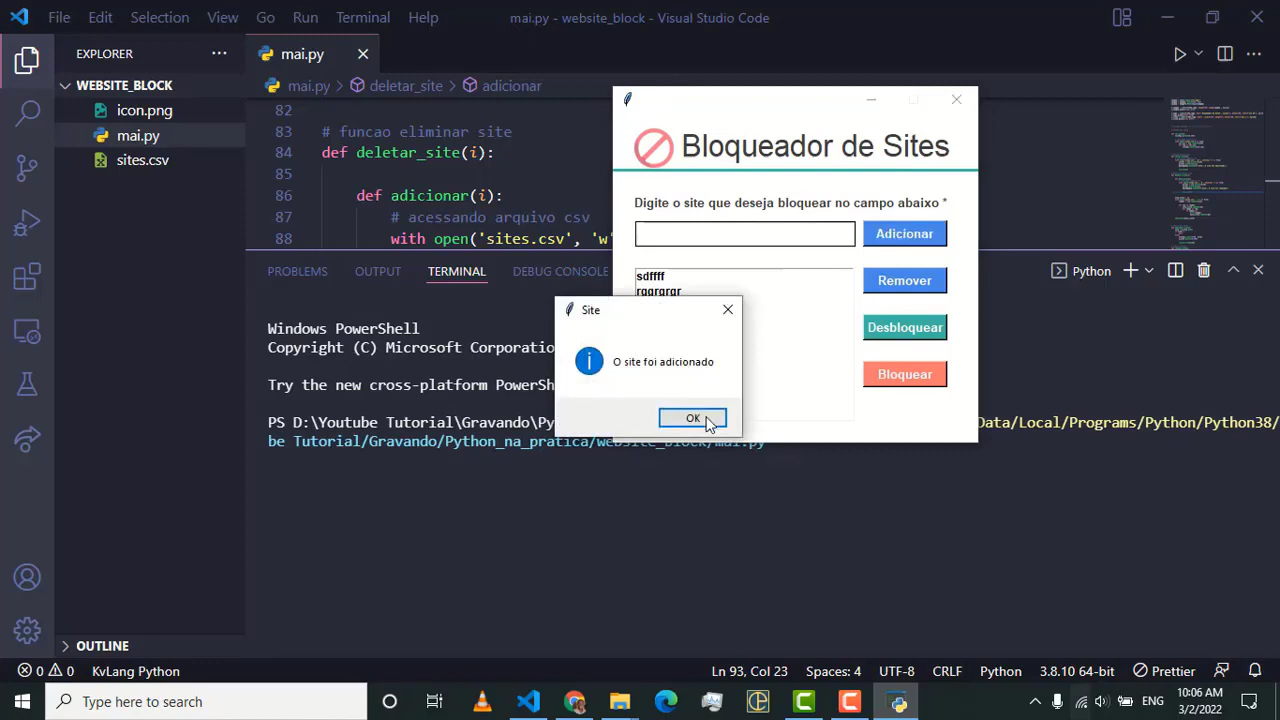 File Edit Selection View Go Run Terminal Help
mai.py - website_block - Visual Studio Code
EXPLORER
mai.py
WEBSITE_BLOCK
icon.png
mai.py
sites.csv
mai.py > deletar_site > adicionar
82
83 # funcao eliminar site
84 def deletar_site(i):
85
86 def adicionar(i):
87 # acessando arquivo csv
88 with open('sites.csv', 'w'
PROBLEMS OUTPUT TERMINAL DEBUG CONSOLE
Python
Windows PowerShell
Copyright (C) Microsoft Corporatio
Try the new cross-platform PowerSh
PS D:\Youtube Tutorial\Gravando\Py
Data/Local/Programs/Python/Python38/
be Tutorial/Gravando/Python_na_pratica/website_block/mai.py
Bloqueador de Sites
Digite o site que deseja bloquear no campo abaixo *
Adicionar
sdffff
rggrgrgr
Remover
Desbloquear
Bloquear
Site
O site foi adicionado
OK
OUTLINE
0 0 KvLang Python
Ln 93, Col 23 Spaces: 4 UTF-8 CRLF Python 3.8.10 64-bit Prettier
Type here to search
ENG
10:06 AM
3/2/2022